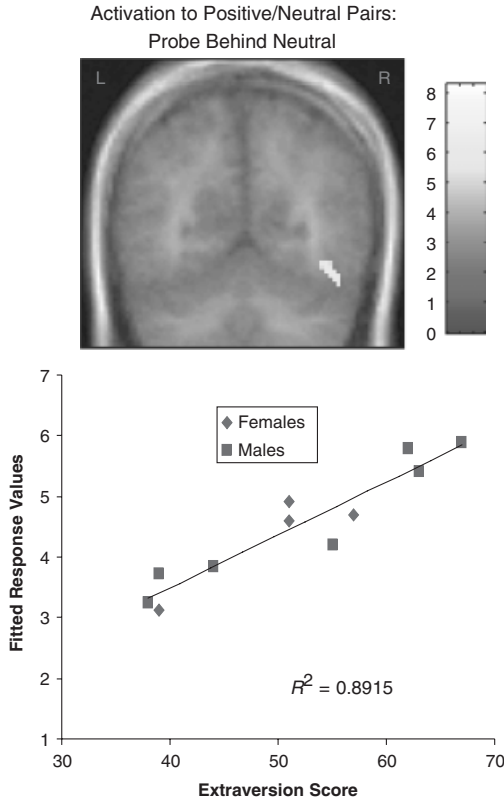 Activation to Positive/Neutral Pairs:
Probe Behind Neutral
L
R
8
7
6
5
4
3
2
1
0
7
6
5
4
3
2
1
Fitted Response Values
Females
Males
R² = 0.8915
30
40
50
60
70
Extraversion Score